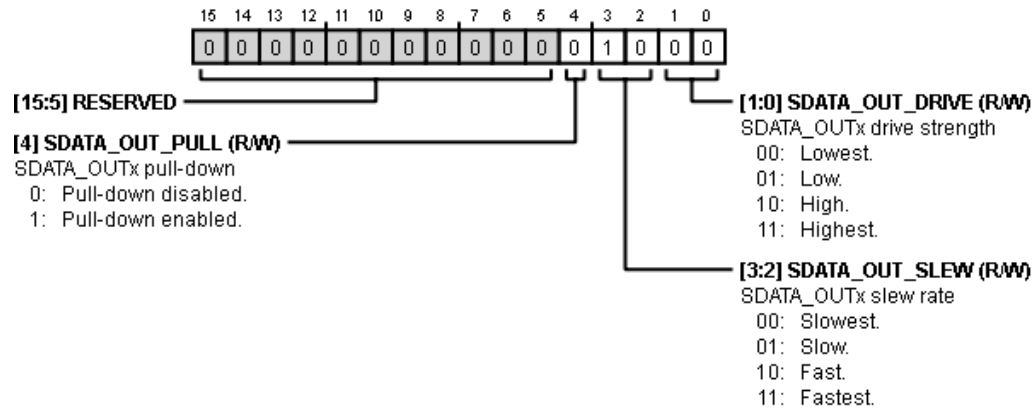 15 14 13 12 11 10 9 8 7 6 5 4 3 2 1 0
0 0 0 0 0 0 0 0 0 0 0 0 1 0 0 0
[15:5] RESERVED
[4] SDATA_OUT_PULL (R/W)
SDATA_OUTx pull-down
0: Pull-down disabled.
1: Pull-down enabled.
[1:0] SDATA_OUT_DRIVE (R/W)
SDATA_OUTx drive strength
00: Lowest.
01: Low.
10: High.
11: Highest.
[3:2] SDATA_OUT_SLEW (R/W)
SDATA_OUTx slew rate
00: Slowest.
01: Slow.
10: Fast.
11: Fastest.